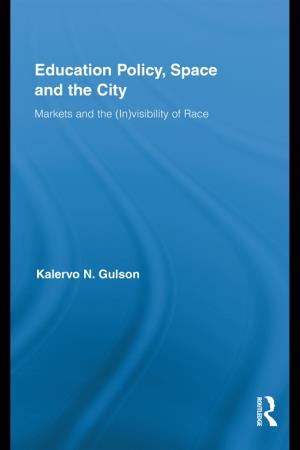 Education Policy, Space
and the City
Markets and the (In)visibility of Race
Kalervo N. Gulson
ROUTLEDGE